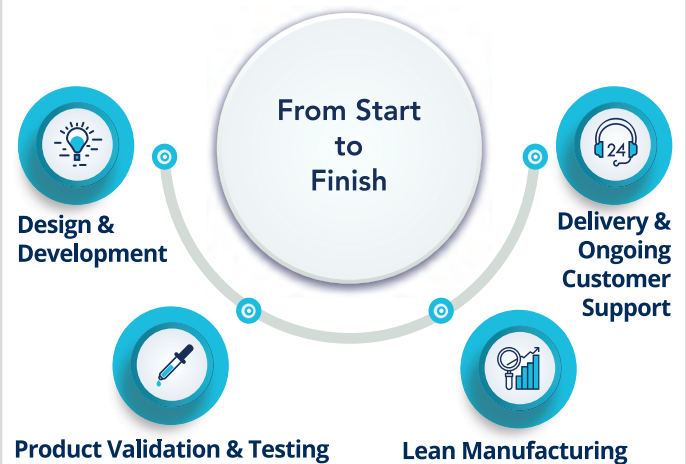 From Start
to
Finish
Design &
Development
Product Validation & Testing
Lean Manufacturing
24
Delivery &
Ongoing
Customer
Support